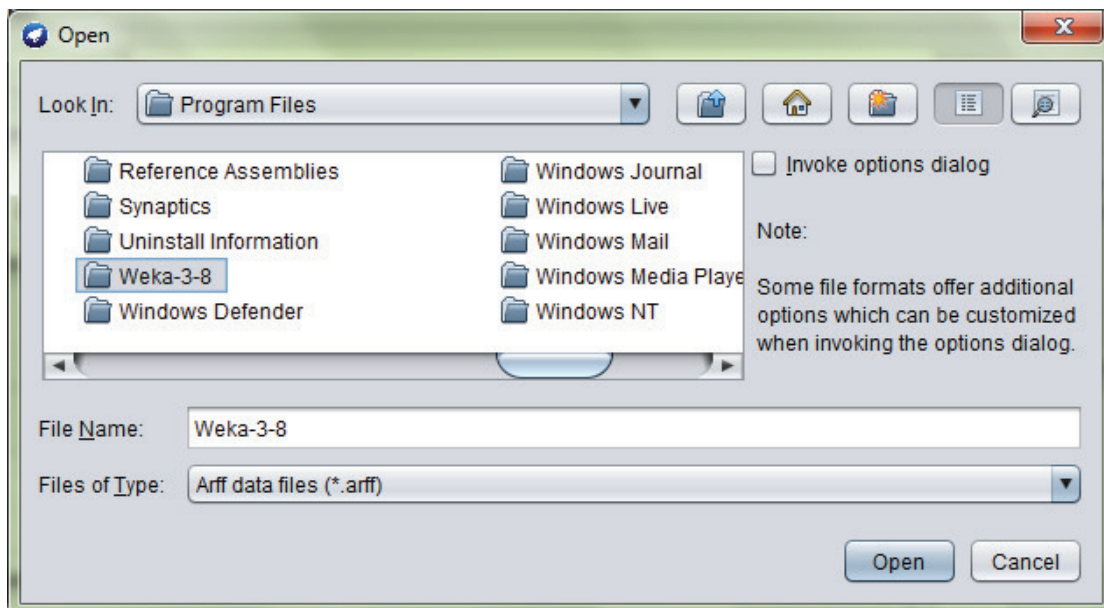 Open
Look In: Program Files
Reference Assemblies
Synaptics
Uninstall Information
Weka-3-8
Windows Defender
Windows Journal
Windows Live
Windows Mail
Windows Media Playe
Windows NT
Invoke options dialog
Note:
Some file formats offer additional
options which can be customized
when invoking the options dialog.
File Name: Weka-3-8
Files of Type: Arff data files (*.arff)
Open Cancel